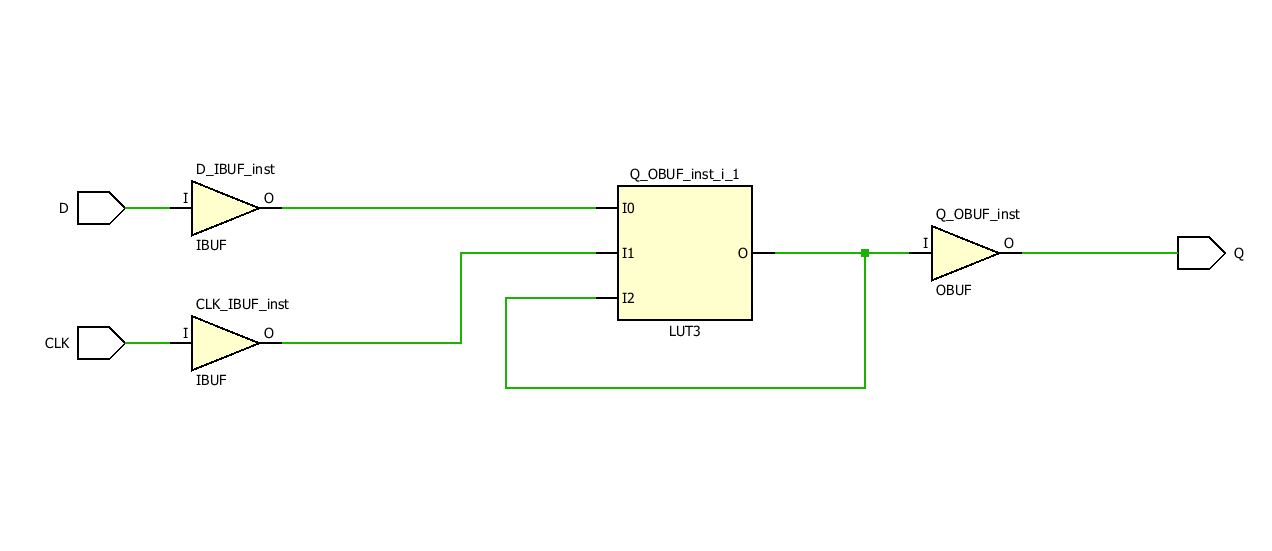 Q_OBUF_inst_i_1
D_IBUF_inst
D
I
O
I0
IBUF
Q_OBUF_inst
I1
O
I
O
Q
OBUF
CLK_IBUF_inst
I2
LUT3
CLK
I
O
IBUF